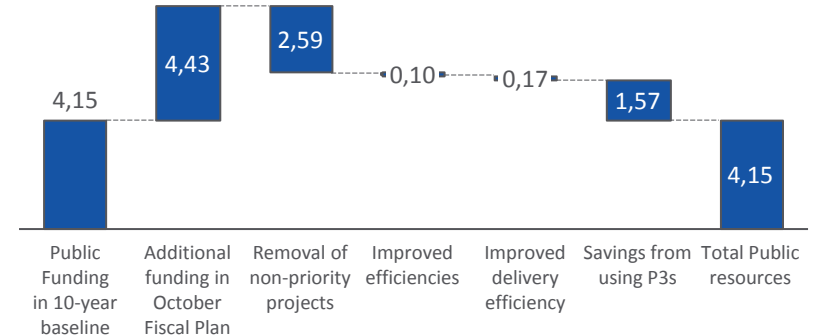 4,15
4,43
2,59
0,10
0,17
1,57
4,15
Public
Funding
in 10-year
baseline
Additional
funding in
October
Fiscal Plan
Removal of
non-priority
projects
Improved
efficiencies
Improved
delivery
efficiency
Savings from
using P3s
Total Public
resources